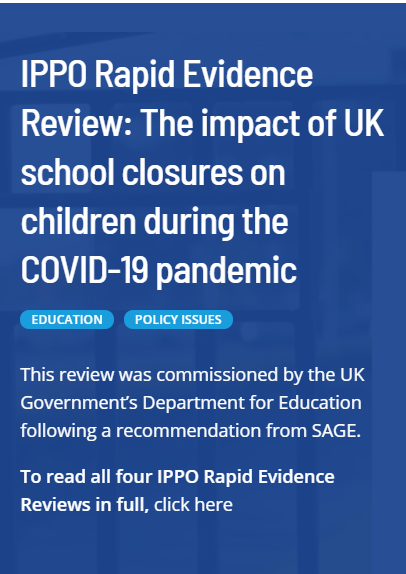 IPPO Rapid Evidence
Review: The impact of UK
school closures on
children during the
COVID-19 pandemic
EDUCATION POLICY ISSUES
This review was commissioned by the UK
Government’s Department for Education
following a recommendation from SAGE.
To read all four IPPO Rapid Evidence
Reviews in full, click here